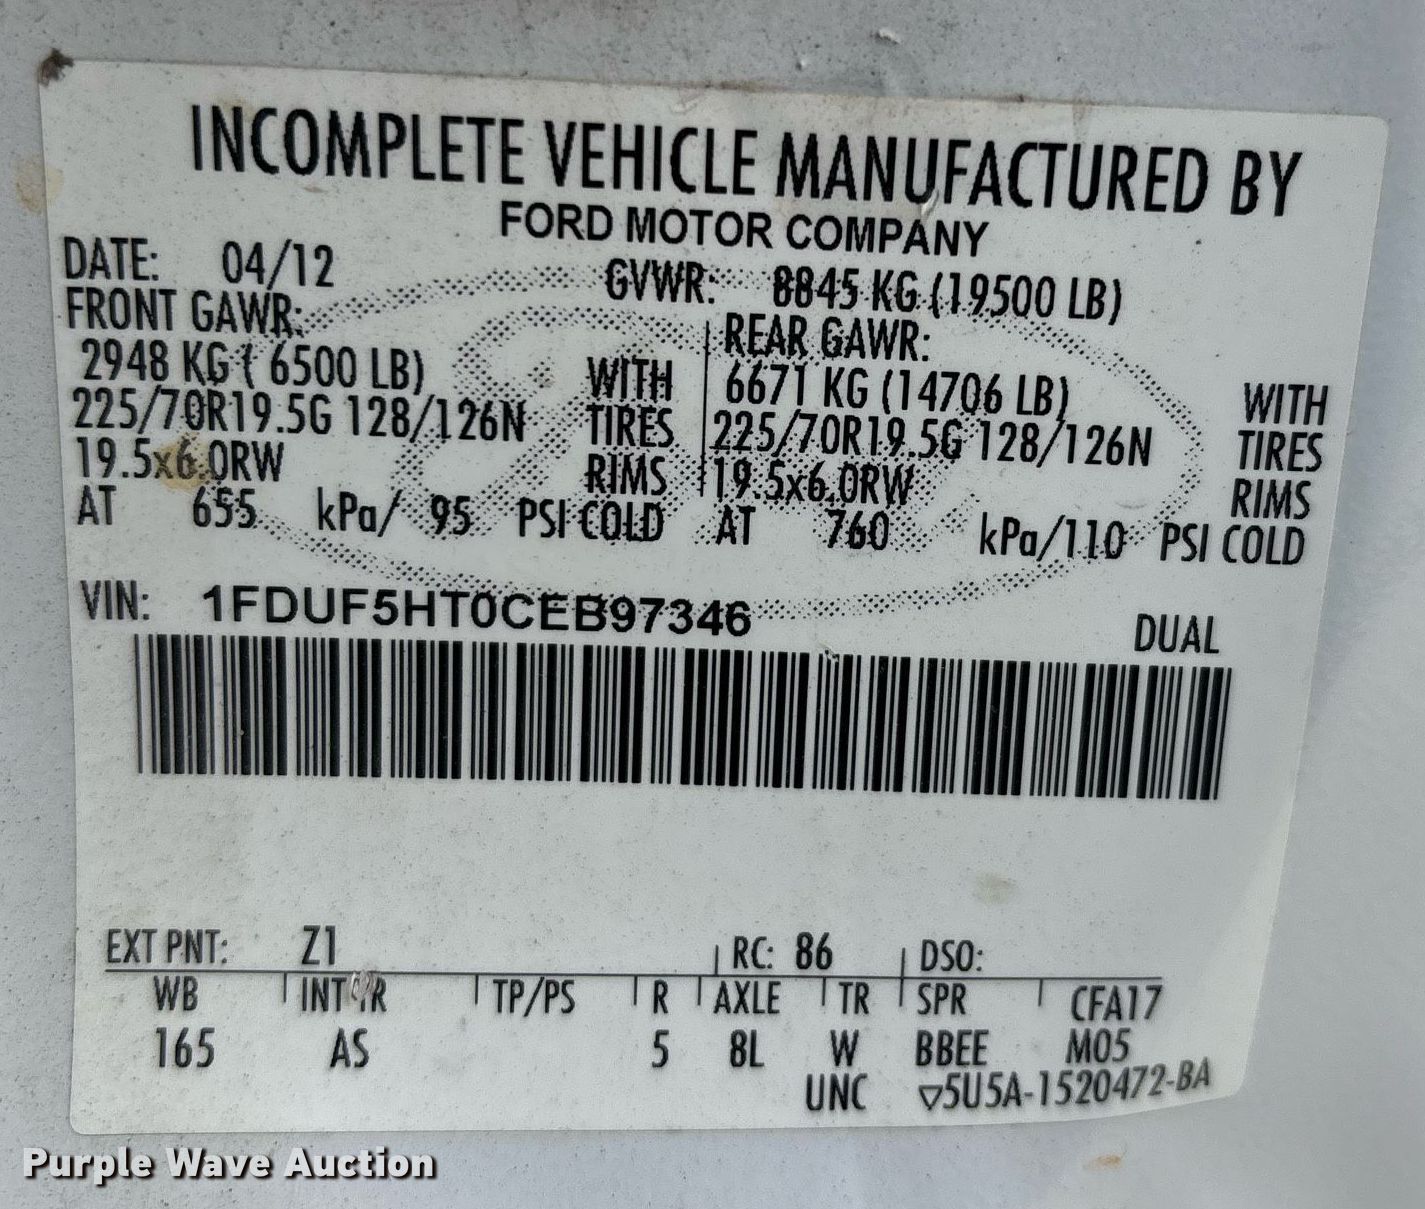 INCOMPLETE VEHICLE MANUFACTURED BY
FORD MOTOR COMPANY
DATE: 04/12 GVWR: 8845 KG (19500 LB)
FRONT GAWR: REAR GAWR:
2948 KG ( 6500 LB) WITH 6671 KG (14706 LB) WITH
225/70R19.5G 128/126N TIRES 225/70R19.5G 128/126N TIRES
19.5x6.0RW RIMS 19.5x6.0RW RIMS
AT 655 kPa/ 95 PSI COLD AT 760 kPa/110 PSI COLD
VIN: 1FDUF5HT0CEB97346
DUAL
EXT PNT: Z1 RC: 86 DSO:
WB INT TR TP/PS R AXLE TR SPR CFA17
165 AS 5 8L W BBEE M05
UNC ▽5U5A-1520472-BA
Purple Wave Auction